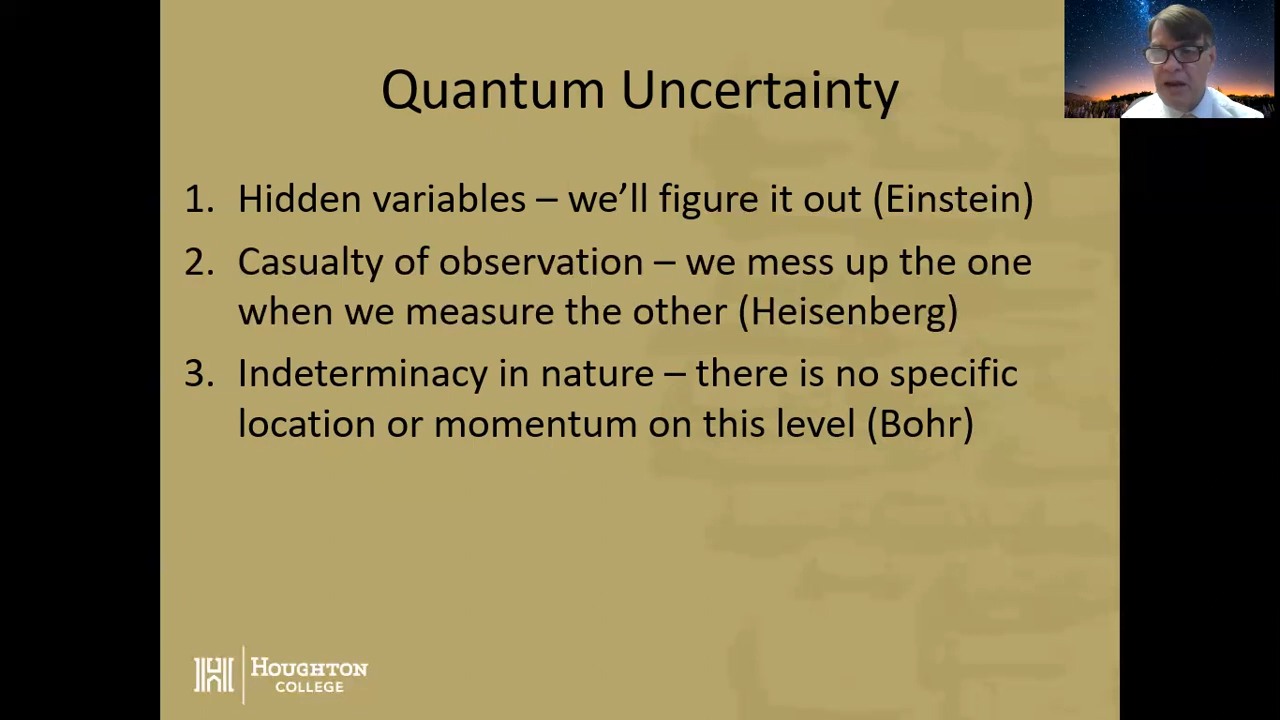 Quantum Uncertainty
1. Hidden variables – we’ll figure it out (Einstein)
2. Casualty of observation – we mess up the one
when we measure the other (Heisenberg)
3. Indeterminacy in nature – there is no specific
location or momentum on this level (Bohr)
HOUGHTON
COLLEGE